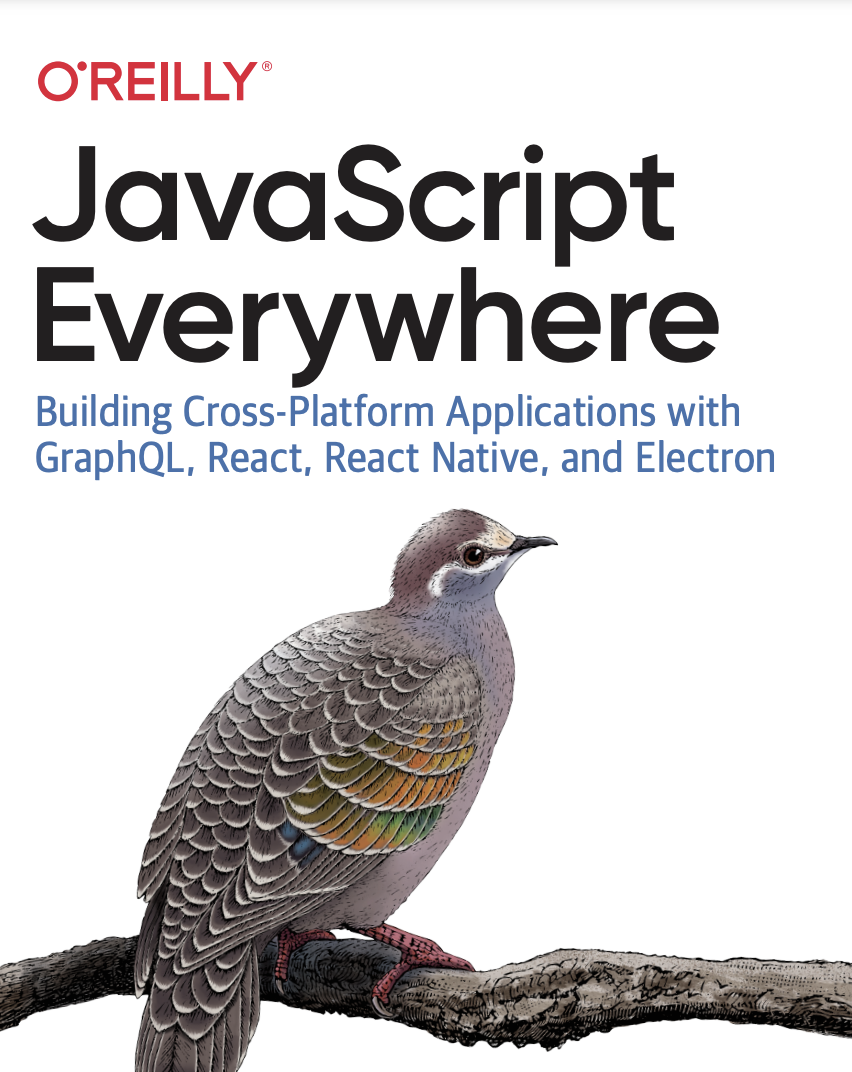 O'REILLY®
JavaScript
Everywhere
Building Cross-Platform Applications with
GraphQL, React, React Native, and Electron